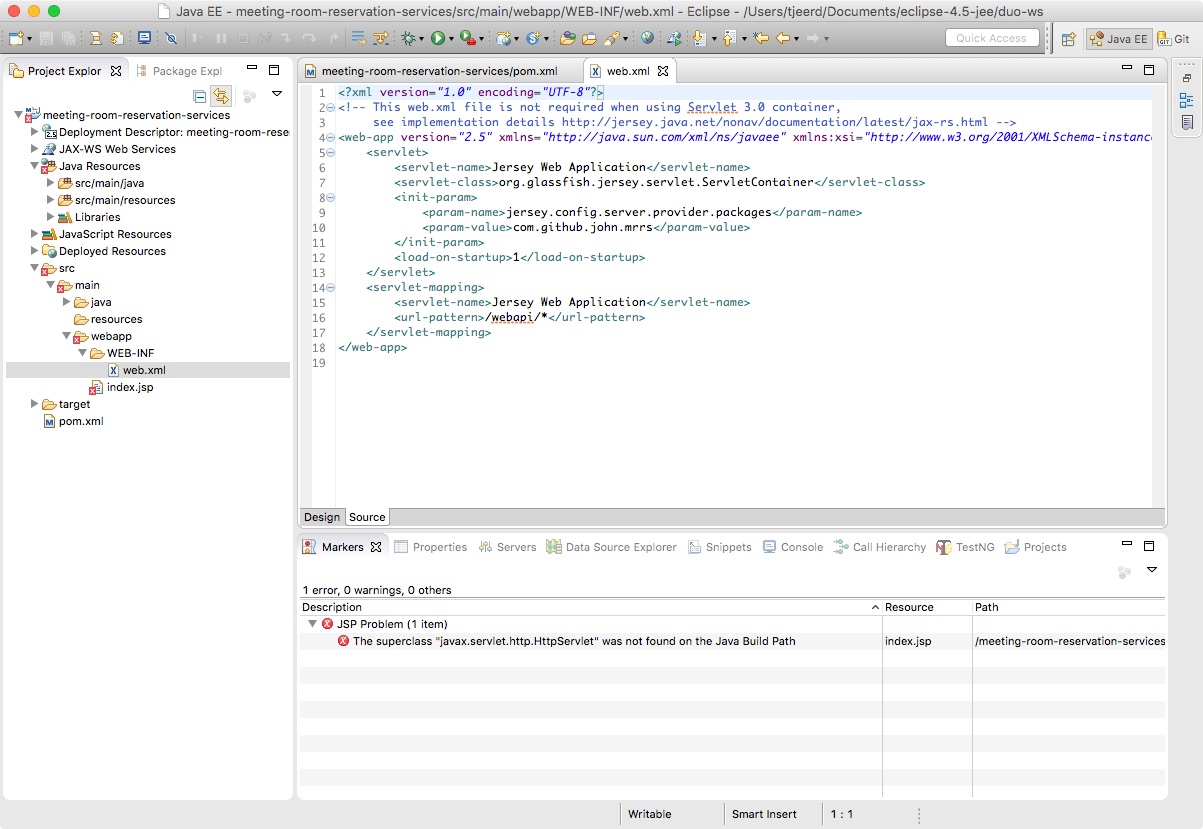 Java EE - meeting-room-reservation-services/src/main/webapp/WEB-INF/web.xml - Eclipse - /Users/tjeerd/Documents/eclipse-4.5-jee/duo-ws
Quick Access
Java EE
Git
Project Explor
Package Expl
meeting-room-reservation-services
Deployment Descriptor: meeting-room-rese
JAX-WS Web Services
Java Resources
src/main/java
src/main/resources
Libraries
JavaScript Resources
Deployed Resources
src
main
java
resources
webapp
WEB-INF
web.xml
index.jsp
target
pom.xml
meeting-room-reservation-services/pom.xml
web.xml
1 <?xml version="1.0" encoding="UTF-8"?>
2 <!-- This web.xml file is not required when using Servlet 3.0 container,
3 see implementation details http://jersey.java.net/nonav/documentation/latest/jax-rs.html -->
4 <web-app version="2.5" xmlns="http://java.sun.com/xml/ns/javaee" xmlns:xsi="http://www.w3.org/2001/XMLSchema-instanc
5 <servlet>
6 <servlet-name>Jersey Web Application</servlet-name>
7 <servlet-class>org.glassfish.jersey.servlet.ServletContainer</servlet-class>
8 <init-param>
9 <param-name>jersey.config.server.provider.packages</param-name>
10 <param-value>com.github.john.mrrs</param-value>
11 </init-param>
12 <load-on-startup>1</load-on-startup>
13 </servlet>
14 <servlet-mapping>
15 <servlet-name>Jersey Web Application</servlet-name>
16 <url-pattern>/webapi/*</url-pattern>
17 </servlet-mapping>
18 </web-app>
19
Design Source
Markers Properties Servers Data Source Explorer Snippets Console Call Hierarchy TestNG Projects
1 error, 0 warnings, 0 others
Description Resource Path
JSP Problem (1 item)
The superclass "javax.servlet.http.HttpServlet" was not found on the Java Build Path index.jsp /meeting-room-reservation-services
Writable Smart Insert 1 : 1